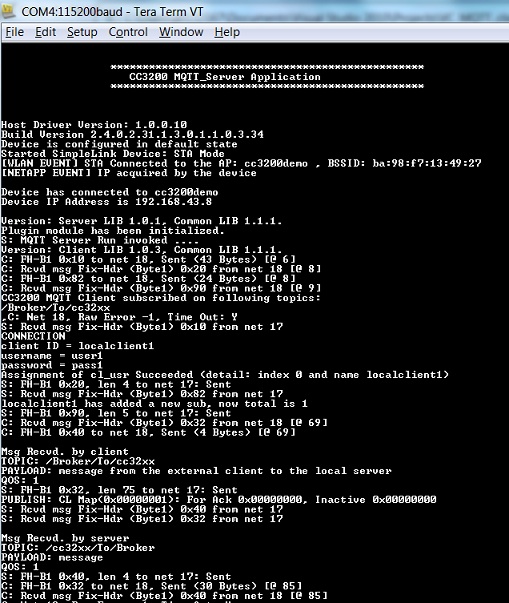 COM4:115200baud - Tera Term VT
File Edit Setup Control Window Help
****************************************************
CC3200 MQTT_Server Application
****************************************************
Host Driver Version: 1.0.0.10
Build Version 2.4.0.2.31.1.3.0.1.1.0.3.34
Device is configured in default state
Started SimpleLink Device: STA Mode
[WLAN EVENT] STA Connected to the AP: cc3200demo , BSSID: ba:98:f7:13:49:27
[NETAPP EVENT] IP acquired by the device
Device has connected to cc3200demo
Device IP Address is 192.168.43.8
Version: Server LIB 1.0.1, Common LIB 1.1.1.
Plugin module has been initialized.
S: MQTT Server Run invoked ....
Version: Client LIB 1.0.3, Common LIB 1.1.1.
C: FH-B1 0x10 to net 18, Sent (43 Bytes) [@ 6]
C: Rcvd msg Fix-Hdr (Byte1) 0x20 from net 18 [@ 8]
C: FH-B1 0x82 to net 18, Sent (24 Bytes) [@ 8]
C: Rcvd msg Fix-Hdr (Byte1) 0x90 from net 18 [@ 9]
CC3200 MQTT Client subscribed on following topics:
/Broker/To/cc32xx
,C: Net 18, Raw Error -1, Time Out: Y
S: Rcvd msg Fix-Hdr (Byte1) 0x10 from net 17
CONNECTION
client ID = localclient1
username = user1
password = pass1
Assignment of cl_usr Succeeded (detail: index 0 and name localclient1)
S: FH-B1 0x20, len 4 to net 17: Sent
S: Rcvd msg Fix-Hdr (Byte1) 0x82 from net 17
localclient1 has added a new sub, now total is 1
S: FH-B1 0x90, len 5 to net 17: Sent
C: Rcvd msg Fix-Hdr (Byte1) 0x32 from net 18 [@ 69]
C: FH-B1 0x40 to net 18, Sent (4 Bytes) [@ 69]
Msg Recvd. by client
TOPIC: /Broker/To/cc32xx
PAYLOAD: message from the external client to the local server
QOS: 1
S: FH-B1 0x32, len 75 to net 17: Sent
PUBLISH: CL Map(0x00000001): For Ack 0x00000000, Inactive 0x00000000
S: Rcvd msg Fix-Hdr (Byte1) 0x40 from net 17
S: Rcvd msg Fix-Hdr (Byte1) 0x32 from net 17
Msg Recvd. by server
TOPIC: /cc32xx/To/Broker
PAYLOAD: message
QOS: 1
S: FH-B1 0x40, len 4 to net 17: Sent
C: FH-B1 0x32 to net 18, Sent (30 Bytes) [@ 85]
C: Rcvd msg Fix-Hdr (Byte1) 0x40 from net 18 [@ 85]